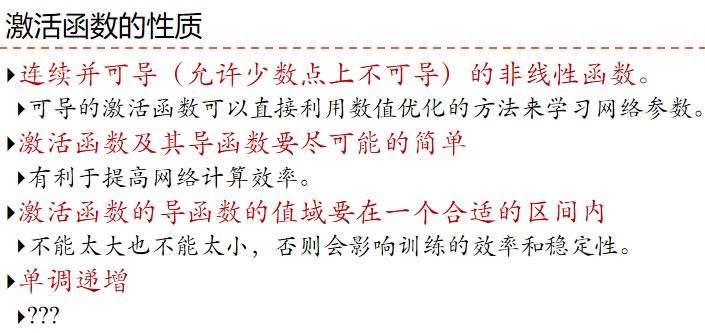 激活函数的性质
连续并可导（允许少数点上不可导）的非线性函数。
可导的激活函数可以直接利用数值优化的方法来学习网络参数。
激活函数及其导函数要尽可能的简单
有利于提高网络计算效率。
激活函数的导函数的值域要在一个合适的区间内
不能太大也不能太小，否则会影响训练的效率和稳定性。
单调递增
???